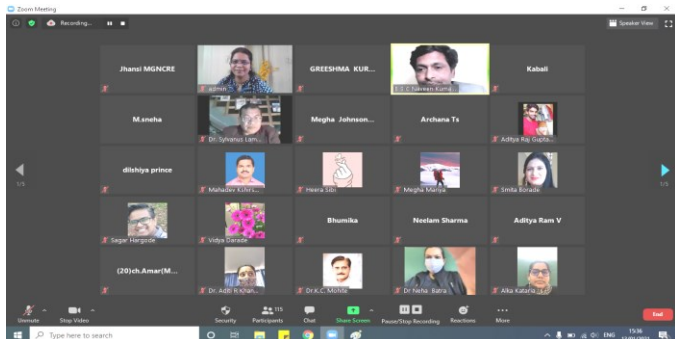 Zoom Meeting
Recording...
Speaker View
Jhansi MGNCRE
admin
GREESHMA KUR...
Kabali
M.sneha
Dr. Sylvanus Lam...
Megha Johnson...
Archana Ts
Aditya Raj Gupta...
dilshiya prince
Mahadev Kshirs...
Heera Sibi
Megha Mariya
Smita Borade
1/5
1/5
Sagar Hargode
Vidya Darade
Bhumika
Neelam Sharma
Aditya Ram V
(20)ch.Amar(M...
Dr. Aditi R Khan...
Dr.K.C. Mohite
Dr Neha Batra
Alka Kataria
Unmute
Stop Video
Security
Participants
115
Chat
Share Screen
Pause/Stop Recording
Reactions
More
End
Type here to search
ENG
15:36